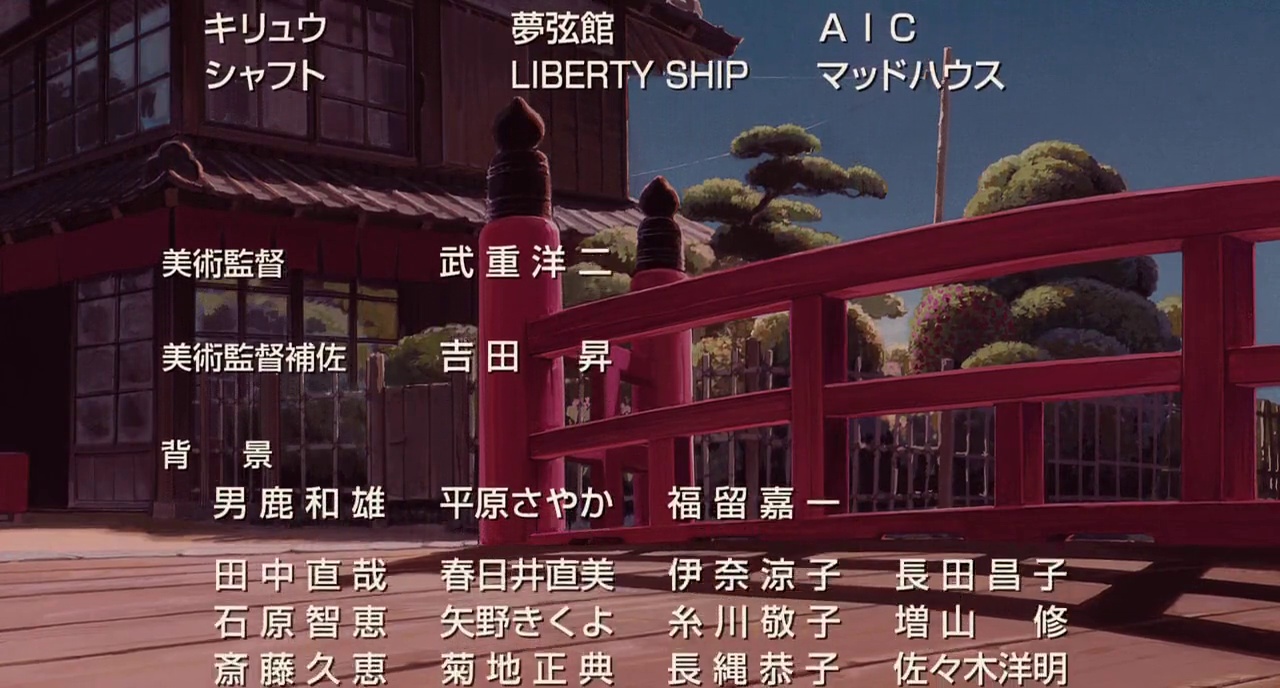 キリュウ 夢弦館 AIC
シャフト LIBERTY SHIP マッドハウス
美術監督 武重洋二
美術監督補佐 吉田 昇
背 景
男鹿和雄 平原さやか 福留嘉一
田中直哉 春日井直美 伊奈涼子 長田昌子
石原智恵 矢野きくよ 糸川敬子 増山 修
斎藤久恵 菊地正典 長縄恭子 佐々木洋明